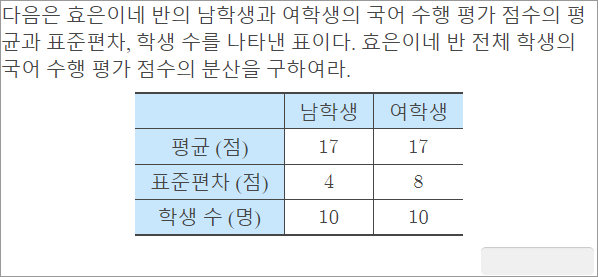 다음은 효은이네 반의 남학생과 여학생의 국어 수행 평가 점수의 평
균과 표준편차, 학생 수를 나타낸 표이다. 효은이네 반 전체 학생의
국어 수행 평가 점수의 분산을 구하여라.
남학생 여학생
평균 (점) 17 17
표준편차 (점) 4 8
학생 수 (명) 10 10